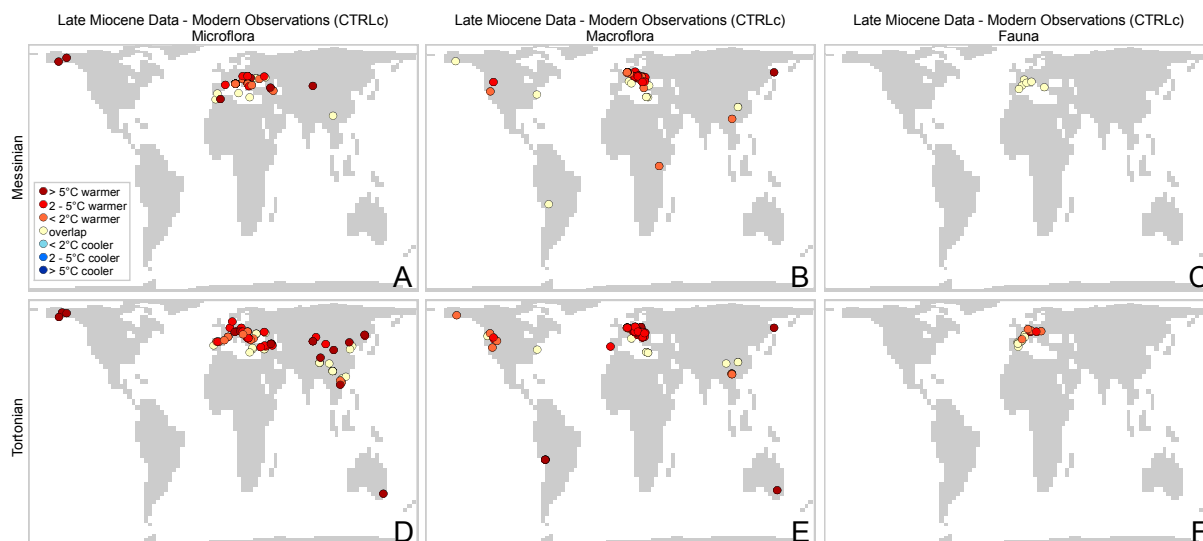 Late Miocene Data - Modern Observations (CTRLc)
Microflora
Late Miocene Data - Modern Observations (CTRLc)
Macroflora
Late Miocene Data - Modern Observations (CTRLc)
Fauna
Messinian
> 5°C warmer
2 - 5°C warmer
< 2°C warmer
overlap
< 2°C cooler
2 - 5°C cooler
> 5°C cooler
A
B
C
Tortonian
D
E
F